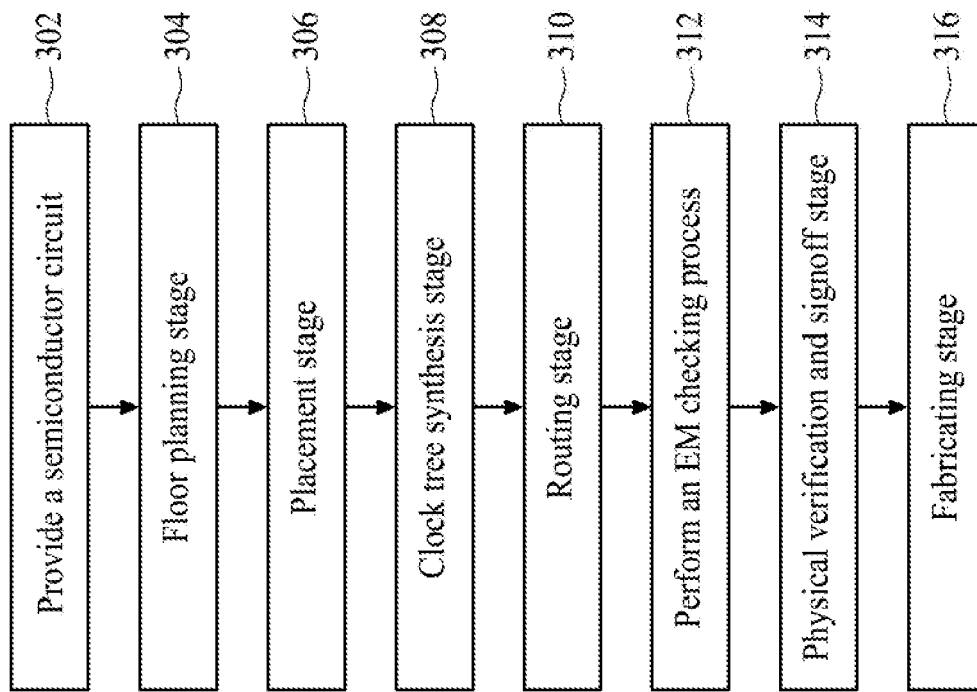 Provide a semiconductor circuit 302
Floor planning stage 304
Placement stage 306
Clock tree synthesis stage 308
Routing stage 310
Perform an EM checking process 312
Physical verification and signoff stage 314
Fabricating stage 316